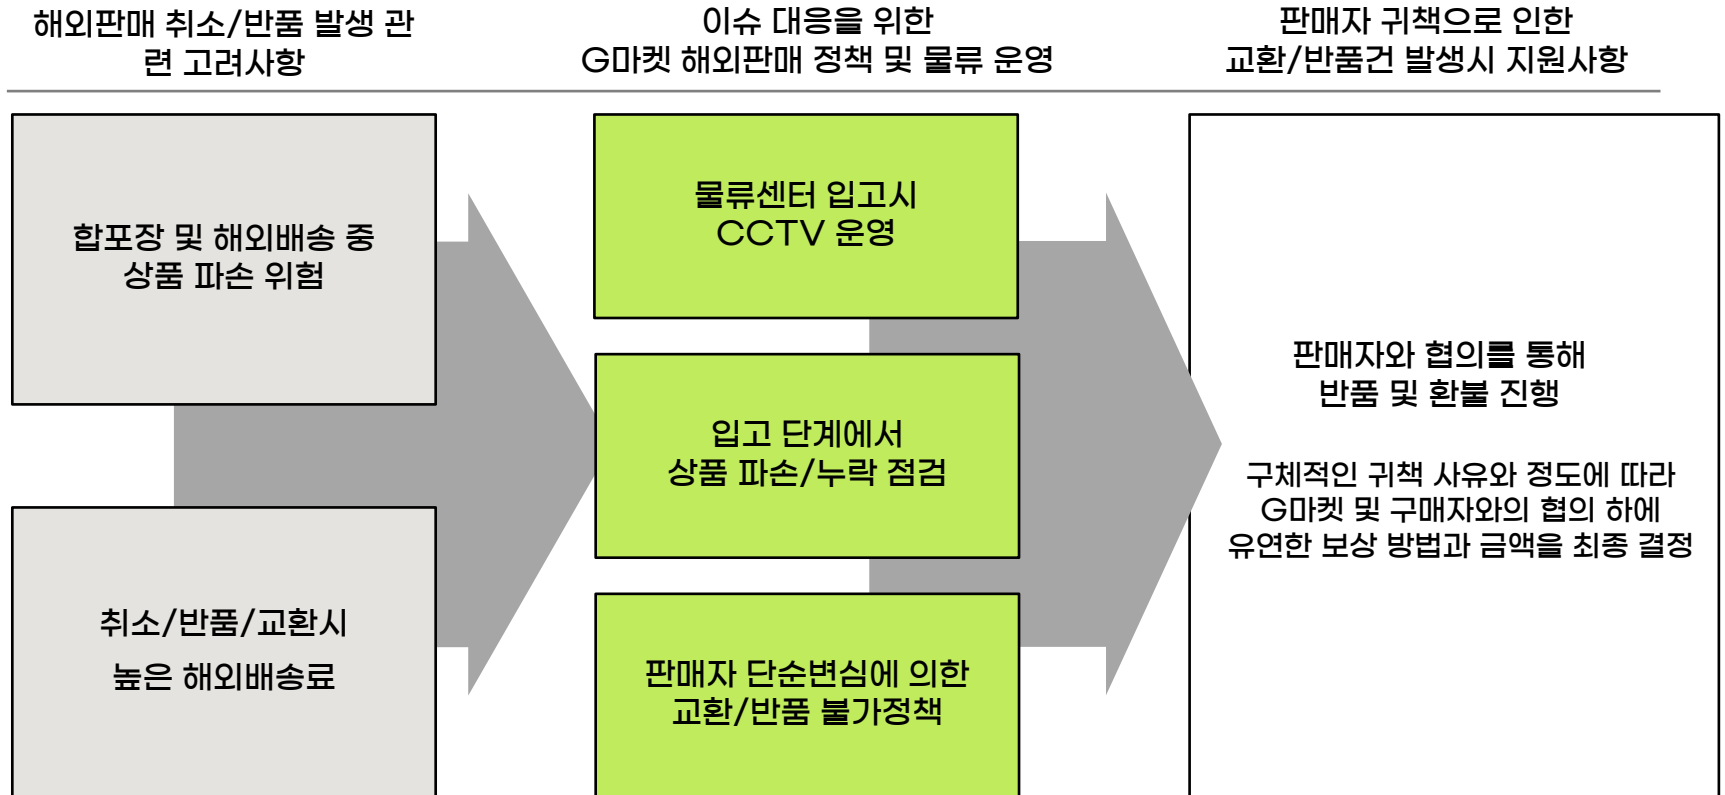 해외판매 취소/반품 발생 관
련 고려사항
이슈 대응을 위한
G마켓 해외판매 정책 및 물류 운영
판매자 귀책으로 인한
교환/반품건 발생시 지원사항
합포장 및 해외배송 중
상품 파손 위험
취소/반품/교환시
높은 해외배송료
물류센터 입고시
CCTV 운영
입고 단계에서
상품 파손/누락 점검
판매자 단순변심에 의한
교환/반품 불가정책
판매자와 협의를 통해
반품 및 환불 진행
구체적인 귀책 사유와 정도에 따라
G마켓 및 구매자와의 협의 하에
유연한 보상 방법과 금액을 최종 결정